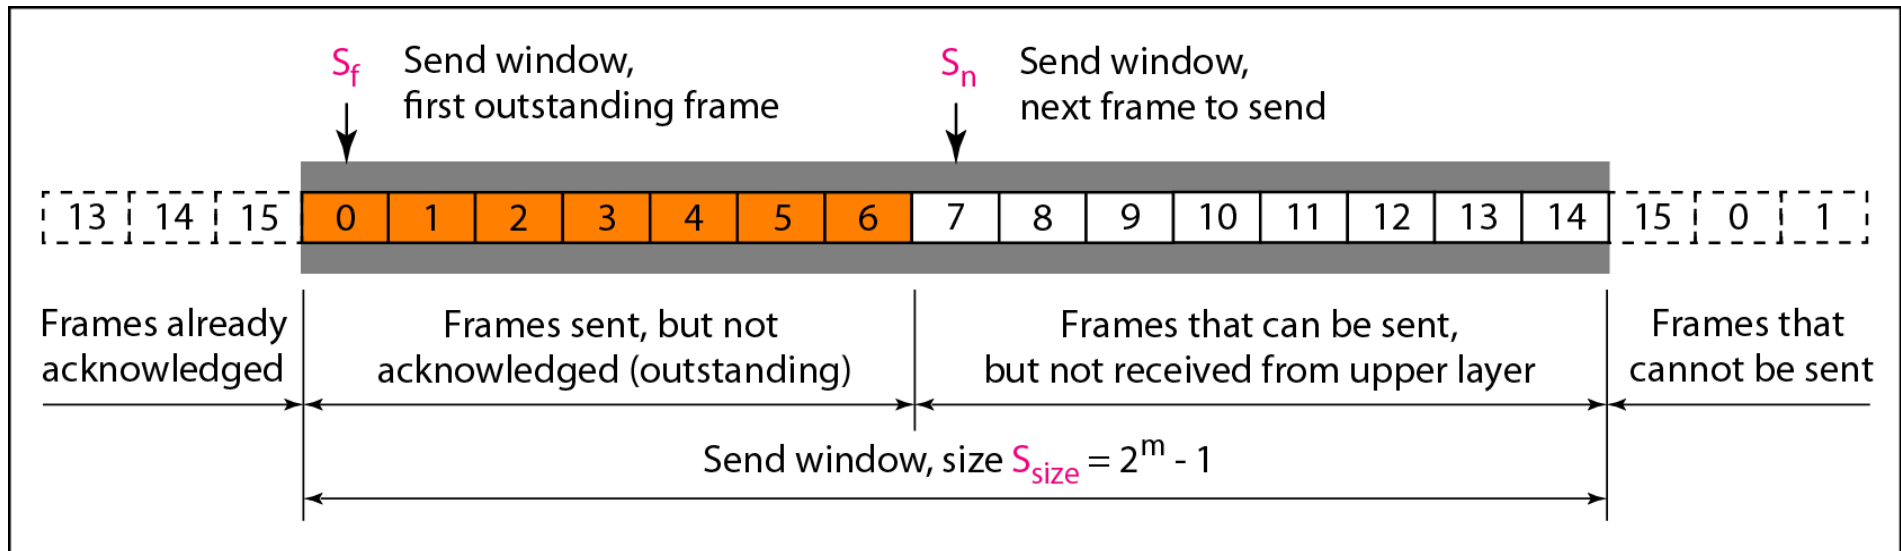 Sf Send window, Sn Send window,
first outstanding frame next frame to send
13 14 15 0 1 2 3 4 5 6 7 8 9 10 11 12 13 14 15 0 1
Frames already Frames sent, but not Frames that can be sent, Frames that
acknowledged acknowledged (outstanding) but not received from upper layer cannot be sent
Send window, size Ssize = 2^m - 1